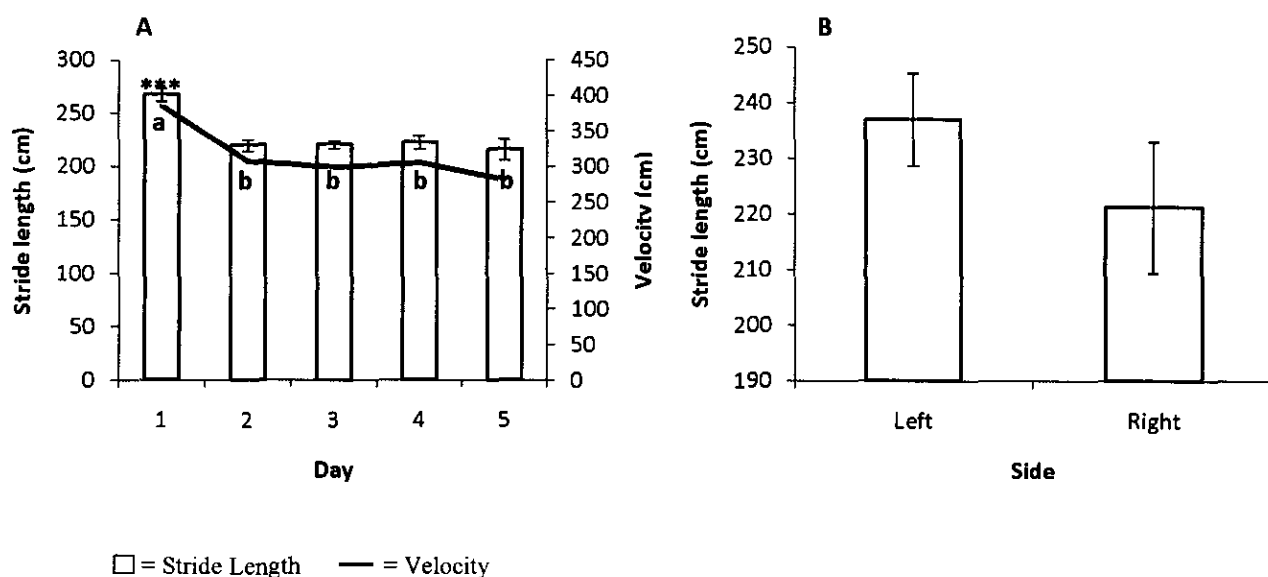 A
Stride length (cm)
300
250
200
150
100
50
0
***
a
b
b
b
b
450
400
350
300
250
200
150
100
50
0
Velocity (cm)
1 2 3 4 5
Day
B
Stride length (cm)
250
240
230
220
210
200
190
Left Right
Side
= Stride Length = Velocity